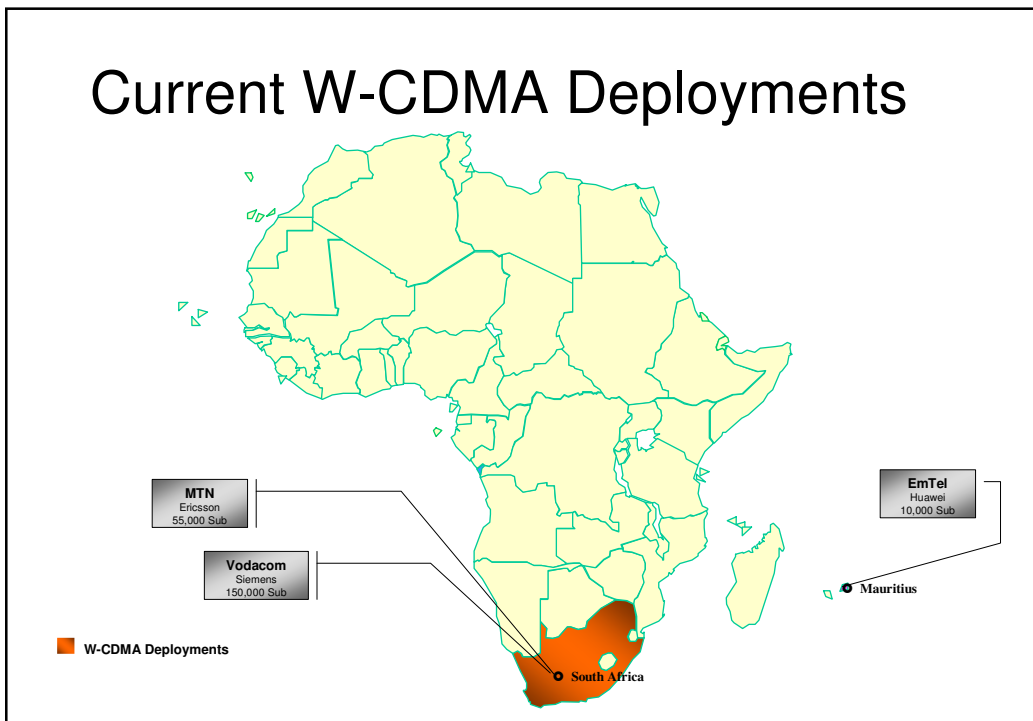 Current W-CDMA Deployments
MTN
Ericsson
55,000 Sub
EmTel
Huawei
10,000 Sub
Vodacom
Siemens
150,000 Sub
Mauritius
W-CDMA Deployments
South Africa